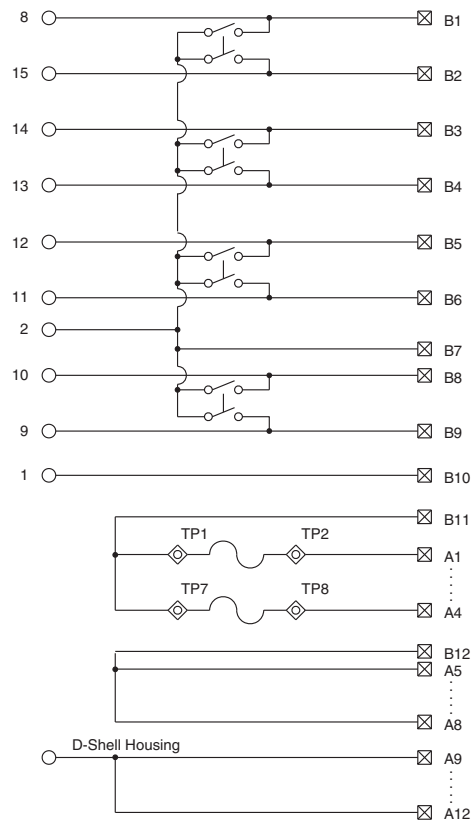 8 B1
15 B2
14 B3
13 B4
12 B5
11 B6
2
B7
10 B8
9 B9
1 B10
B11
TP1 TP2
A1
TP7 TP8
A4
B12
A5
A8
D-Shell Housing
A9
A12